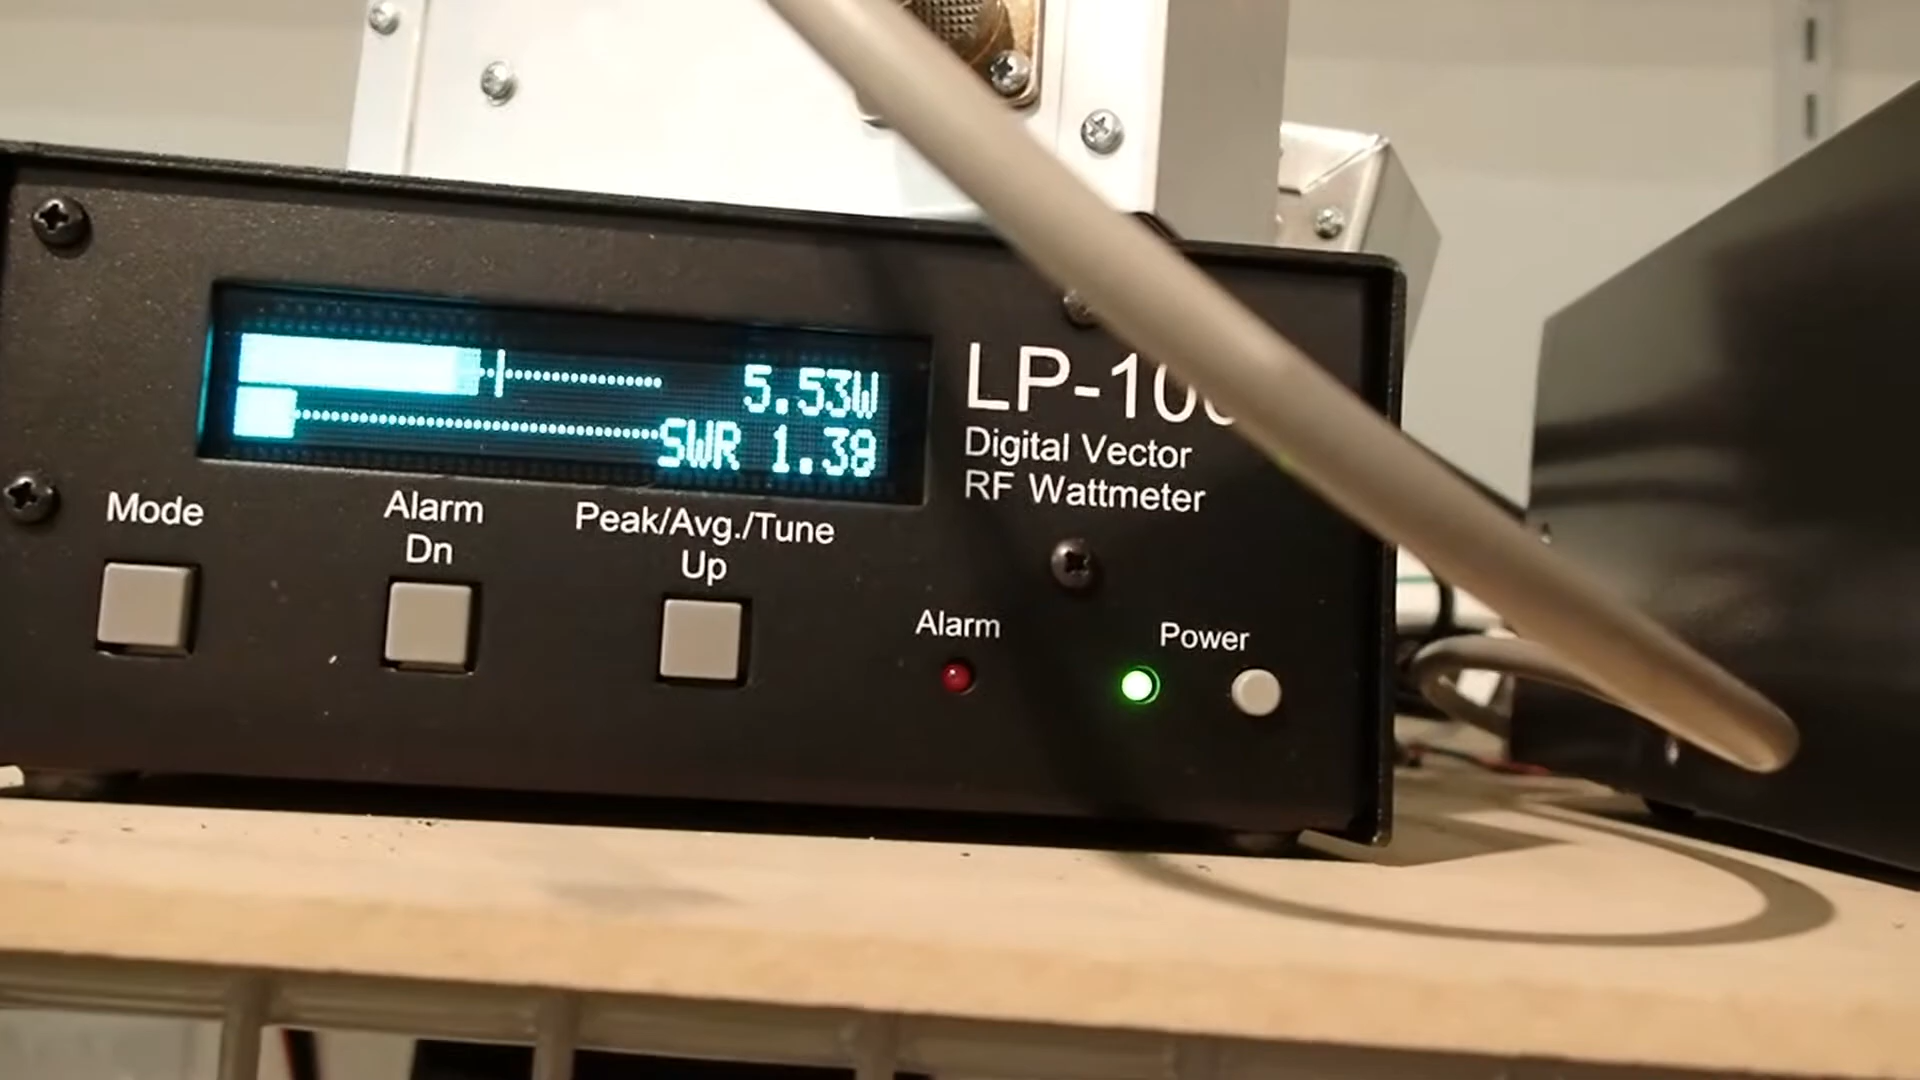 5.53W
SWR 1.38
LP-100
Digital Vector
RF Wattmeter
Mode
Alarm
Dn
Peak/Avg./Tune
Up
Alarm
Power